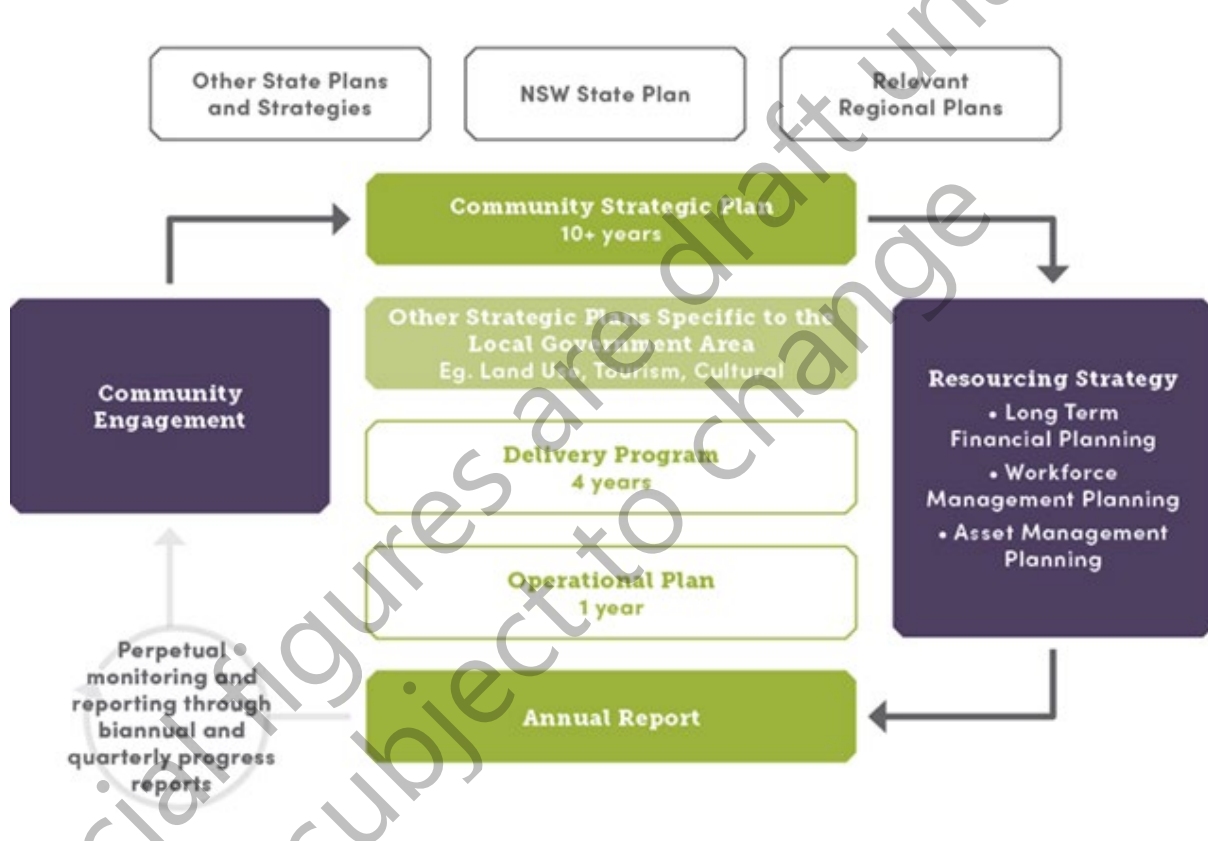 Other State Plans
and Strategies
NSW State Plan
Relevant
Regional Plans
Community Strategic Plan
10+ years
Other Strategic Plans Specific to the
Local Government Area
Eg. Land Use, Tourism, Cultural
Community
Engagement
Resourcing Strategy
• Long Term
Financial Planning
• Workforce
Management Planning
• Asset Management
Planning
Delivery Program
4 years
Operational Plan
1 year
Perpetual
monitoring and
reporting through
biannual and
quarterly progress
reports
Annual Report
cial figures are draft und
subject to change